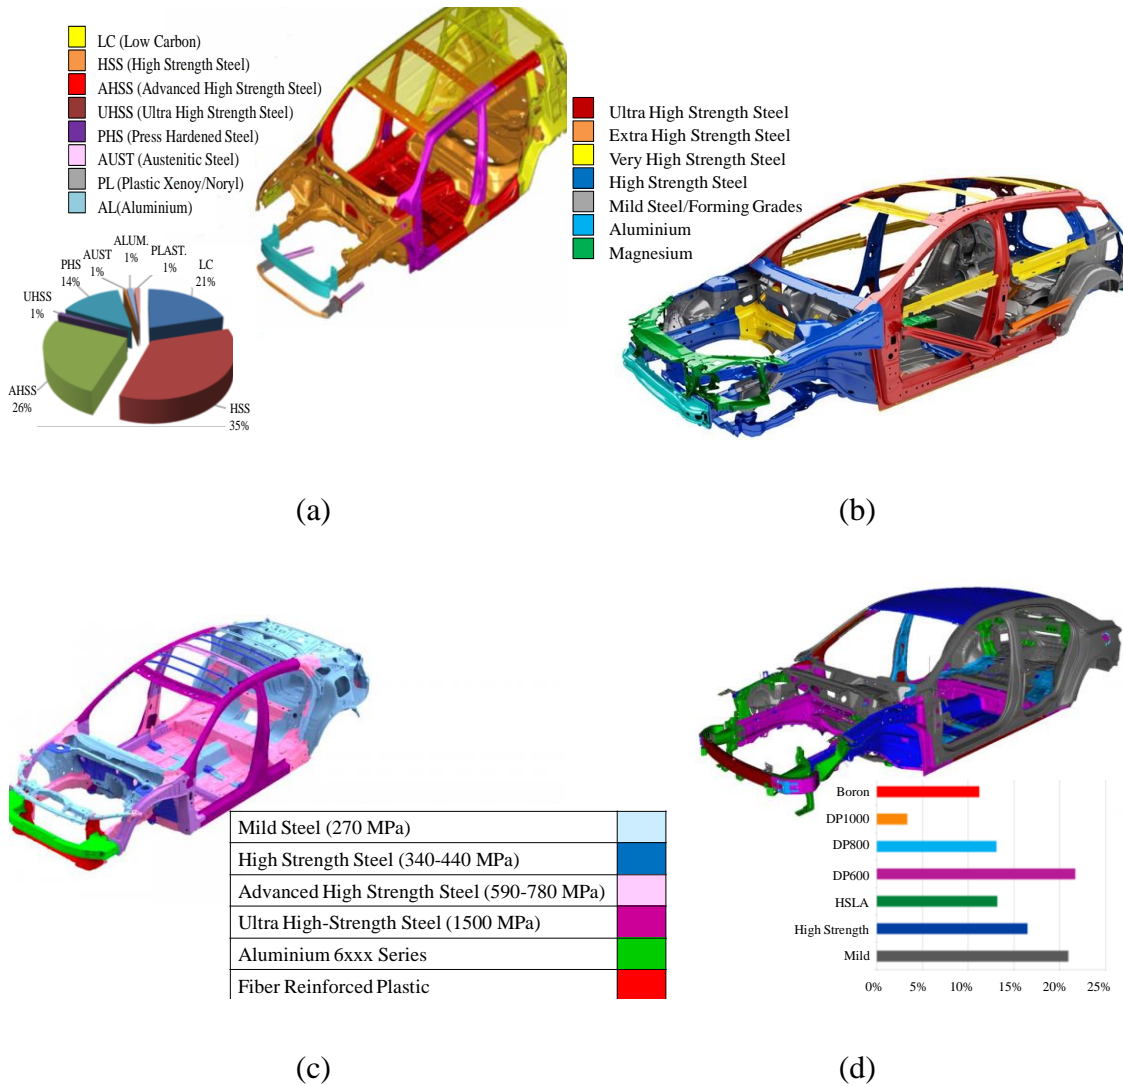 LC (Low Carbon)
HSS (High Strength Steel)
AHSS (Advanced High Strength Steel)
UHSS (Ultra High Strength Steel)
PHS (Press Hardened Steel)
AUST (Austenitic Steel)
PL (Plastic Xenoy/Noryl)
AL(Aluminium)
ALUM.
1%
PLAST.
1%
AUST
1%
LC
21%
PHS
14%
UHSS
1%
AHSS
26%
HSS
35%
(a)
Ultra High Strength Steel
Extra High Strength Steel
Very High Strength Steel
High Strength Steel
Mild Steel/Forming Grades
Aluminium
Magnesium
(b)
Mild Steel (270 MPa)
High Strength Steel (340-440 MPa)
Advanced High Strength Steel (590-780 MPa)
Ultra High-Strength Steel (1500 MPa)
Aluminium 6xxx Series
Fiber Reinforced Plastic
(c)
Boron
DP1000
DP800
DP600
HSLA
High Strength
Mild
0% 5% 10% 15% 20% 25%
(d)